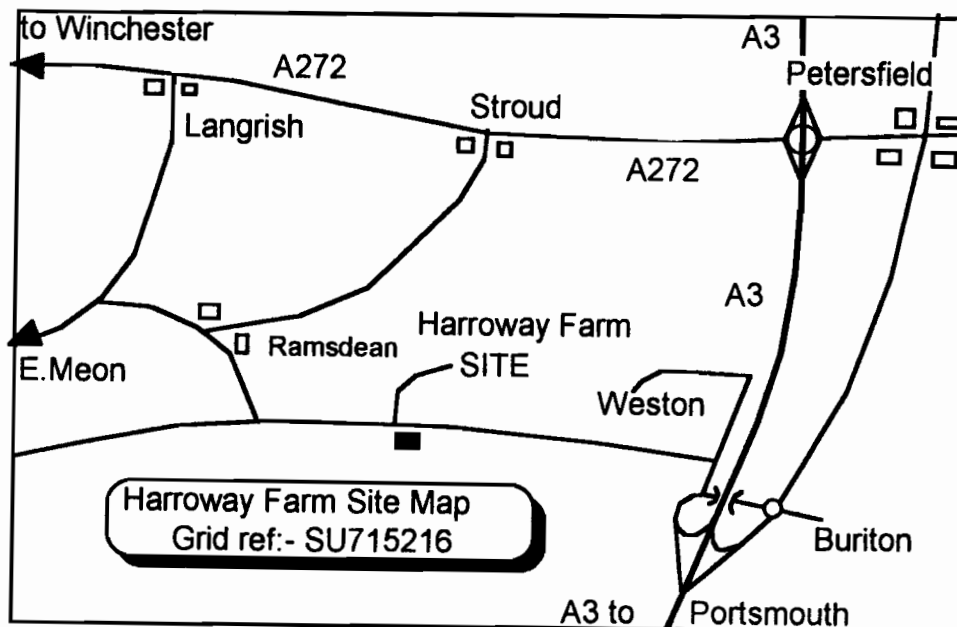 to Winchester
A3
A272
Petersfield
Stroud
Langrish
A272
A3
Harroway Farm
SITE
Ramsdean
E.Meon
Weston
Harroway Farm Site Map
Grid ref:- SU715216
Buriton
A3 to Portsmouth